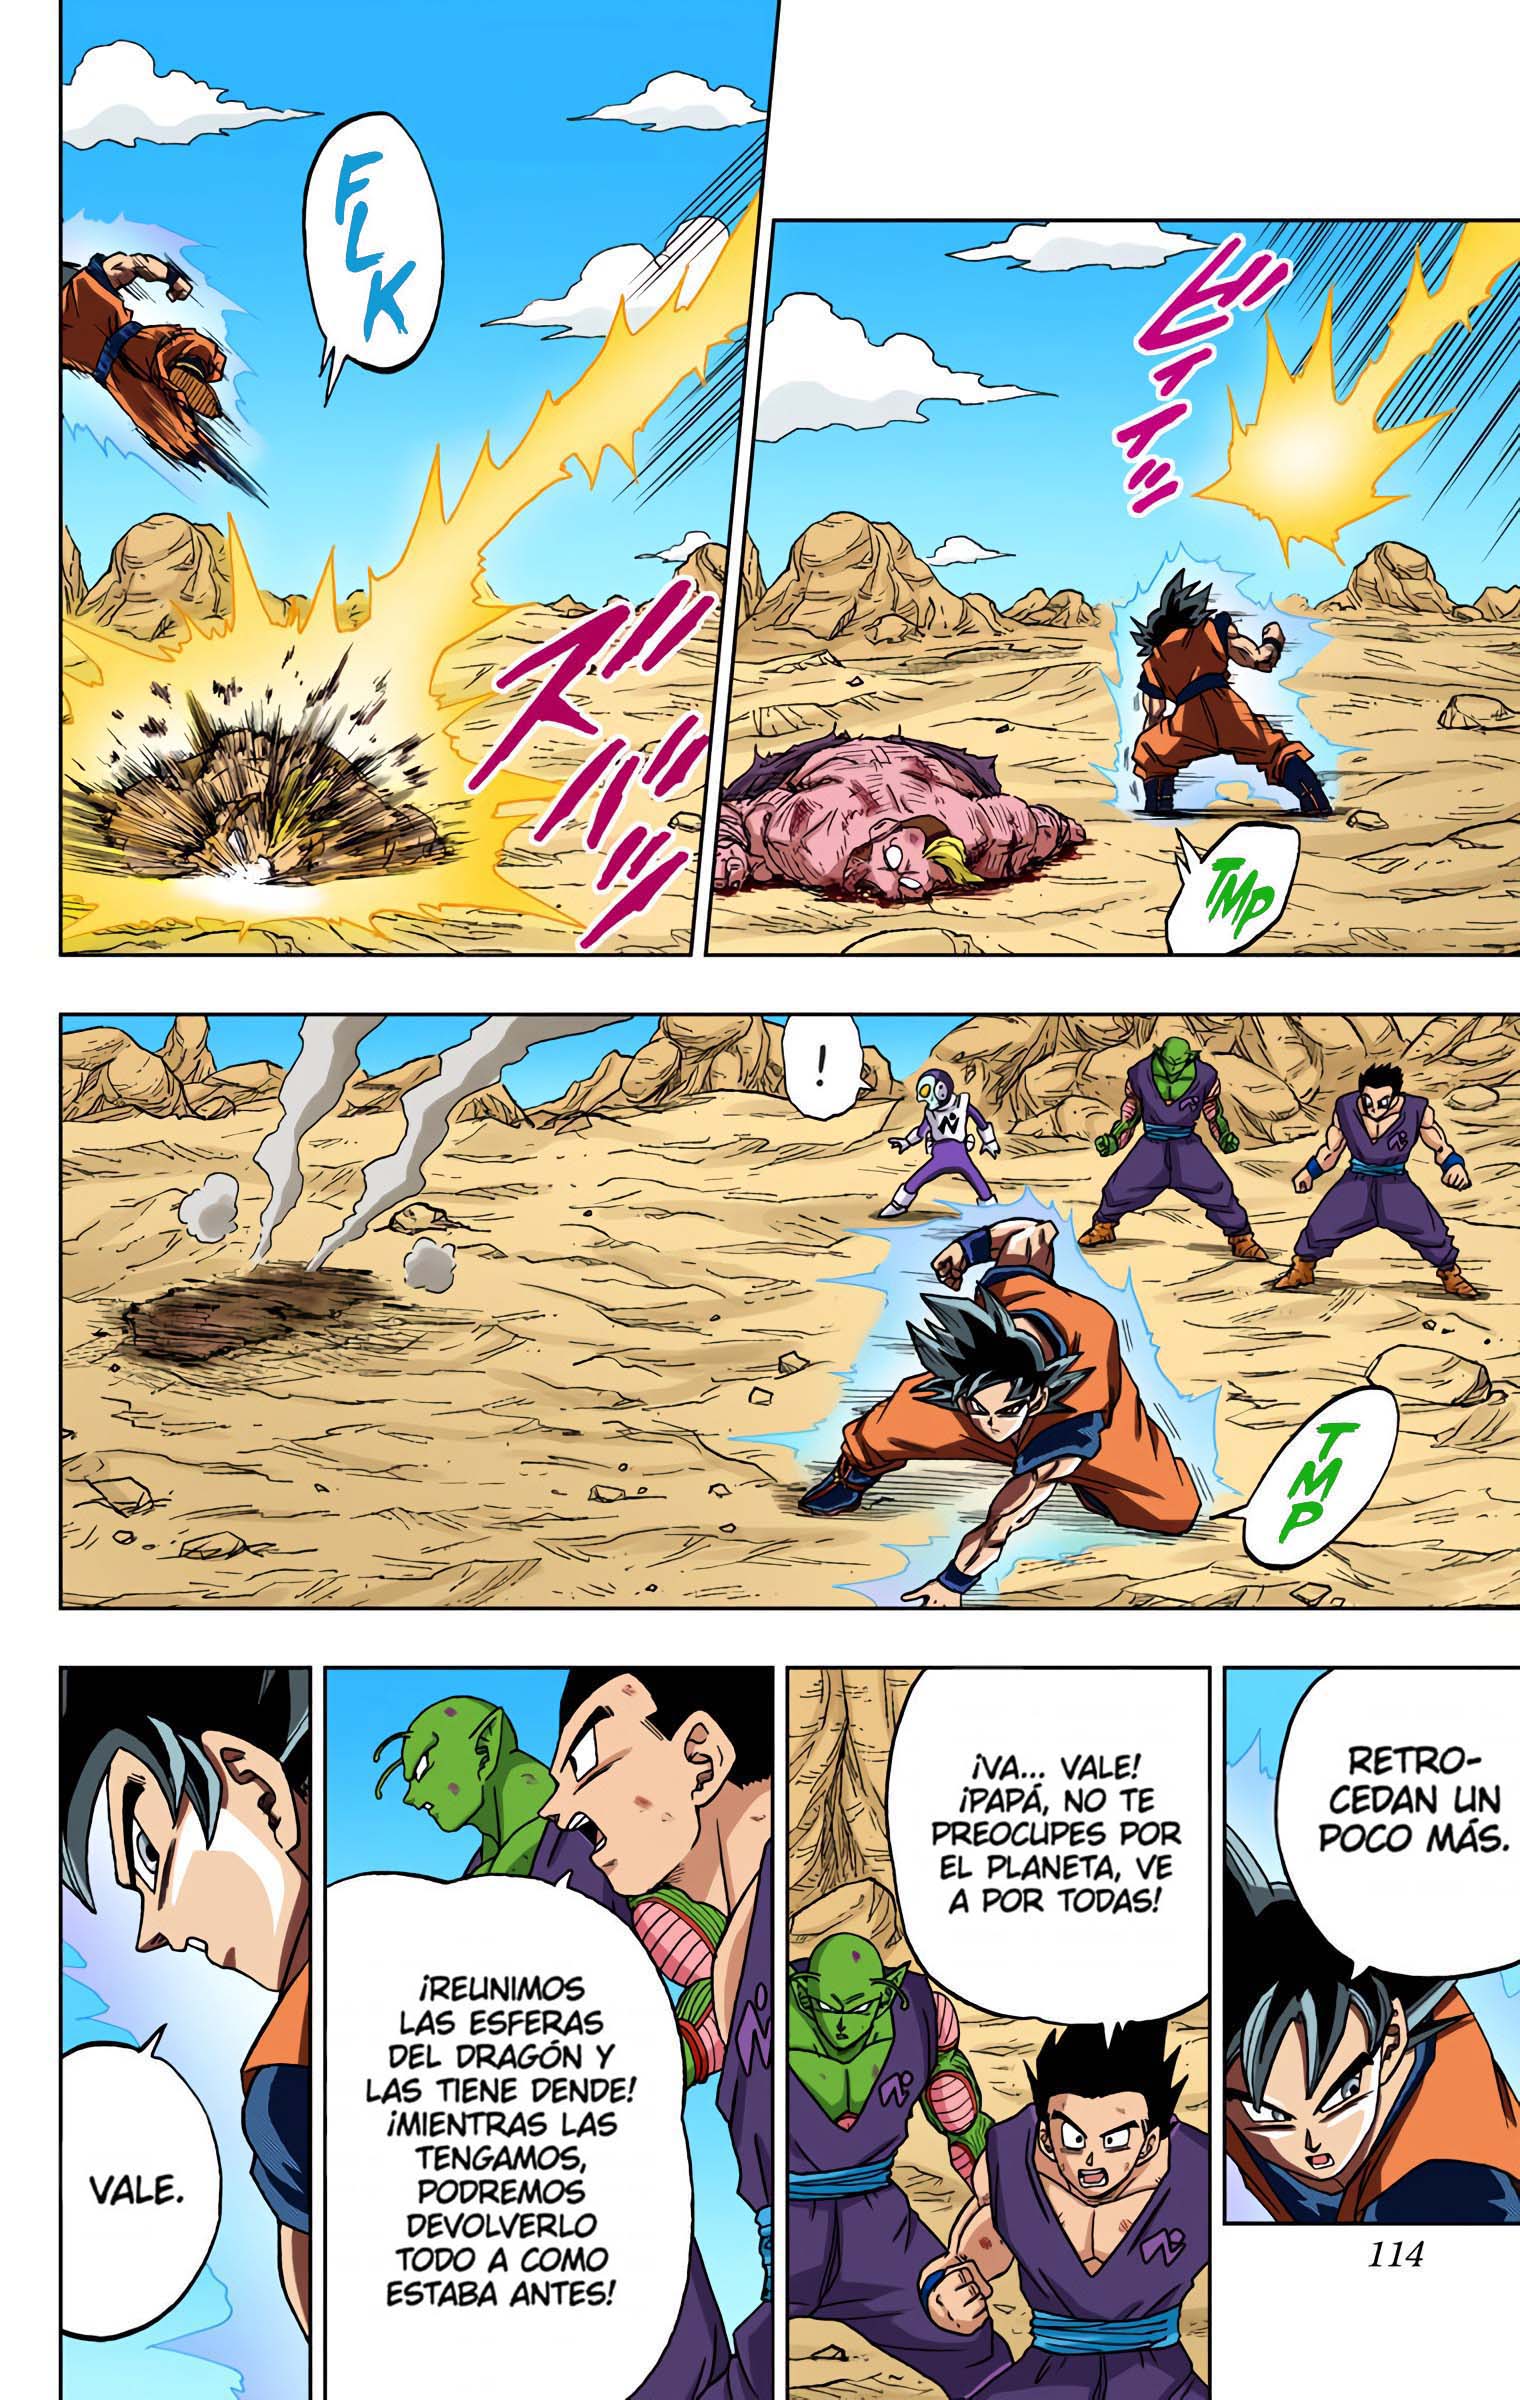 ビィィッ
TMP
FLK
ズババッ
!
TMP
RETRO-
CEDAN UN
POCO MÁS.
¡VA... VALE!
¡PAPÁ, NO TE
PREOCUPES POR
EL PLANETA, VE
A POR TODAS!
¡REUNIMOS
LAS ESFERAS
DEL DRAGÓN Y
LAS TIENE DENDE!
¡MIENTRAS LAS
TENGAMOS,
PODREMOS
DEVOLVERLO
TODO A COMO
ESTABA ANTES!
VALE.
114